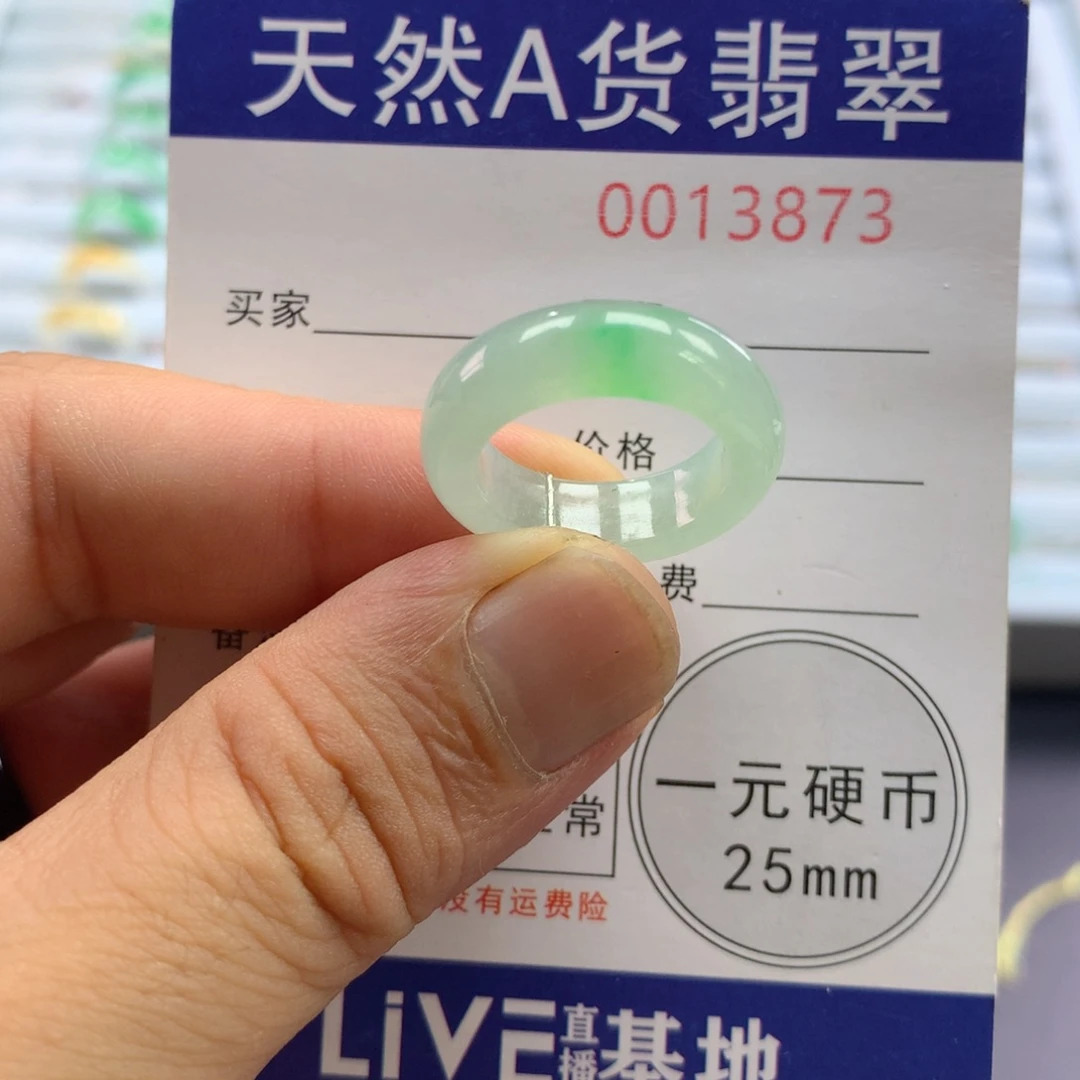 天然A货翡翠
0013873
买家
价格
费
常
没有运费险
一元硬币
25mm
LiVE直播基地